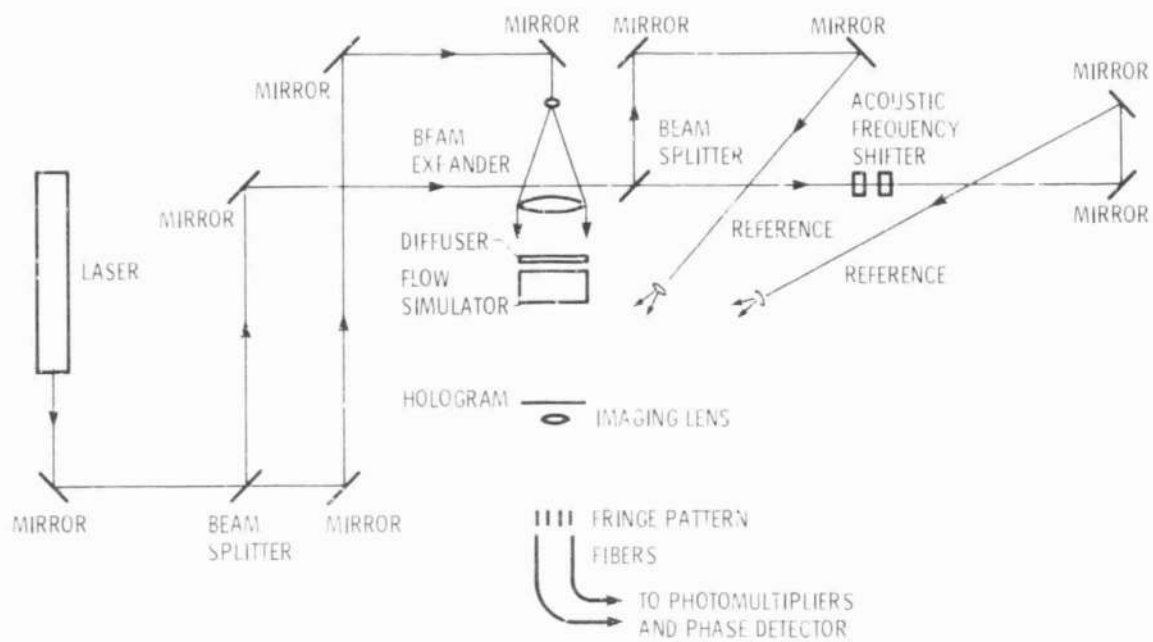 MIRROR
MIRROR
MIRROR
MIRROR
MIRROR
BEAM
EXPANDER
BEAM
SPLITTER
ACOUSTIC
FREQUENCY
SHIFTER
MIRROR
MIRROR
LASER
DIFFUSER
FLOW
SIMULATOR
REFERENCE
REFERENCE
HOLOGRAM
IMAGING LENS
MIRROR
BEAM
SPLITTER
MIRROR
FRINGE PATTERN
FIBERS
TO PHOTOMULTIPLIERS
AND PHASE DETECTOR